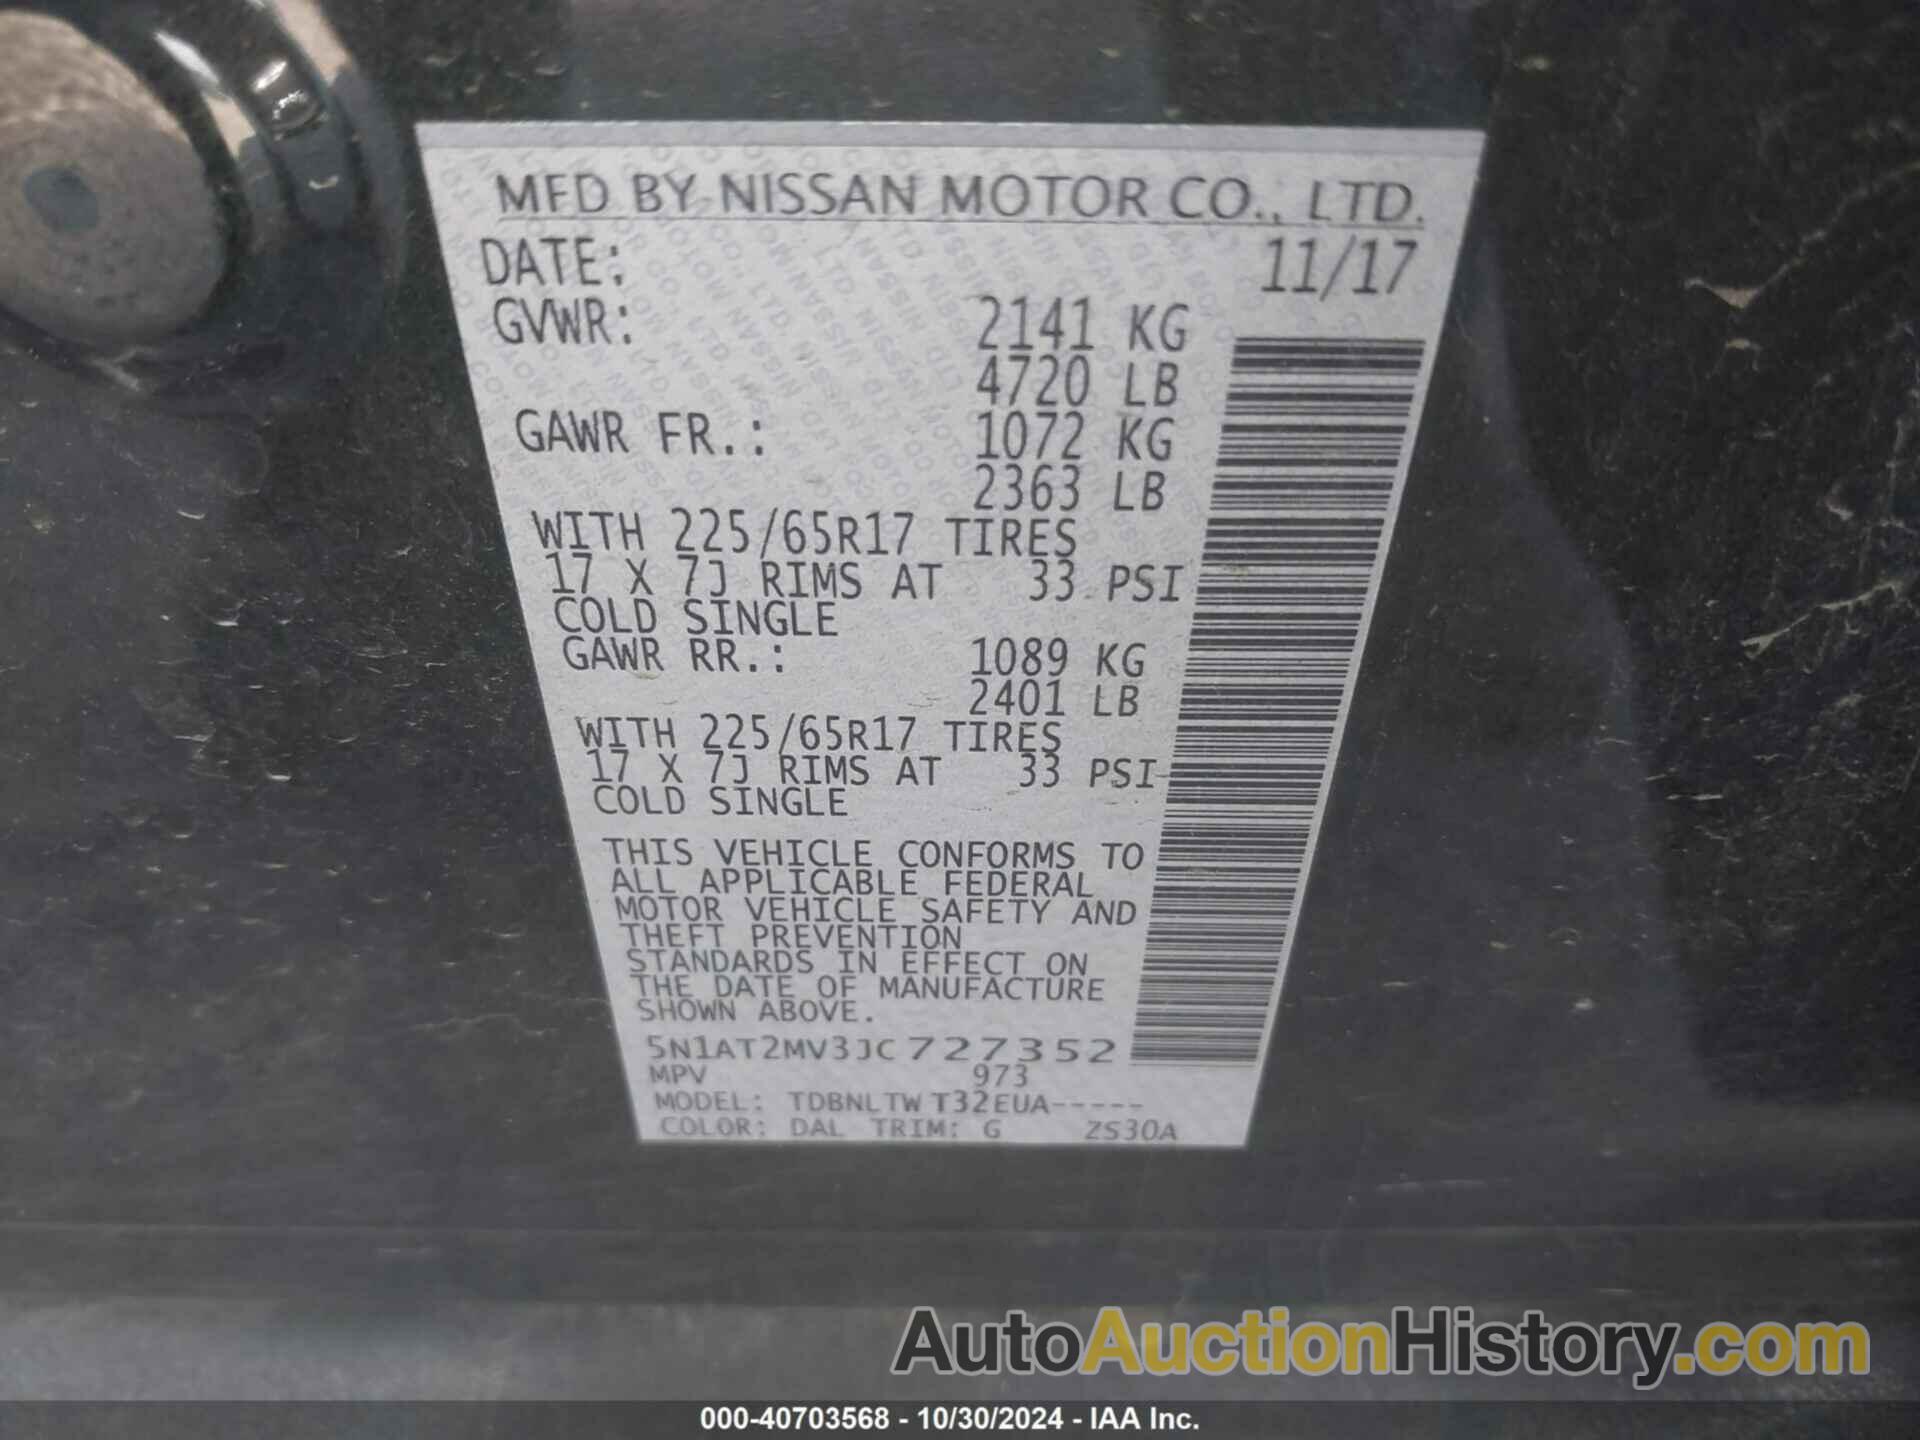 MFD BY NISSAN MOTOR CO., LTD.
DATE: 11/17
GVWR: 2141 KG
4720 LB
GAWR FR.: 1072 KG
2363 LB
WITH 225/65R17 TIRES
17 X 7J RIMS AT 33 PSI
COLD SINGLE
GAWR RR.: 1089 KG
2401 LB
WITH 225/65R17 TIRES
17 X 7J RIMS AT 33 PSI
COLD SINGLE
THIS VEHICLE CONFORMS TO
ALL APPLICABLE FEDERAL
MOTOR VEHICLE SAFETY AND
THEFT PREVENTION
STANDARDS IN EFFECT ON
THE DATE OF MANUFACTURE
SHOWN ABOVE.
5N1AT2MV3JC727352
MPV 973
MODEL: TDBNLTW T32EUA-----
COLOR: DAL TRIM: G ZS30A
AutoAuctionHistory.com
000-40703568 - 10/30/2024 - IAA Inc.